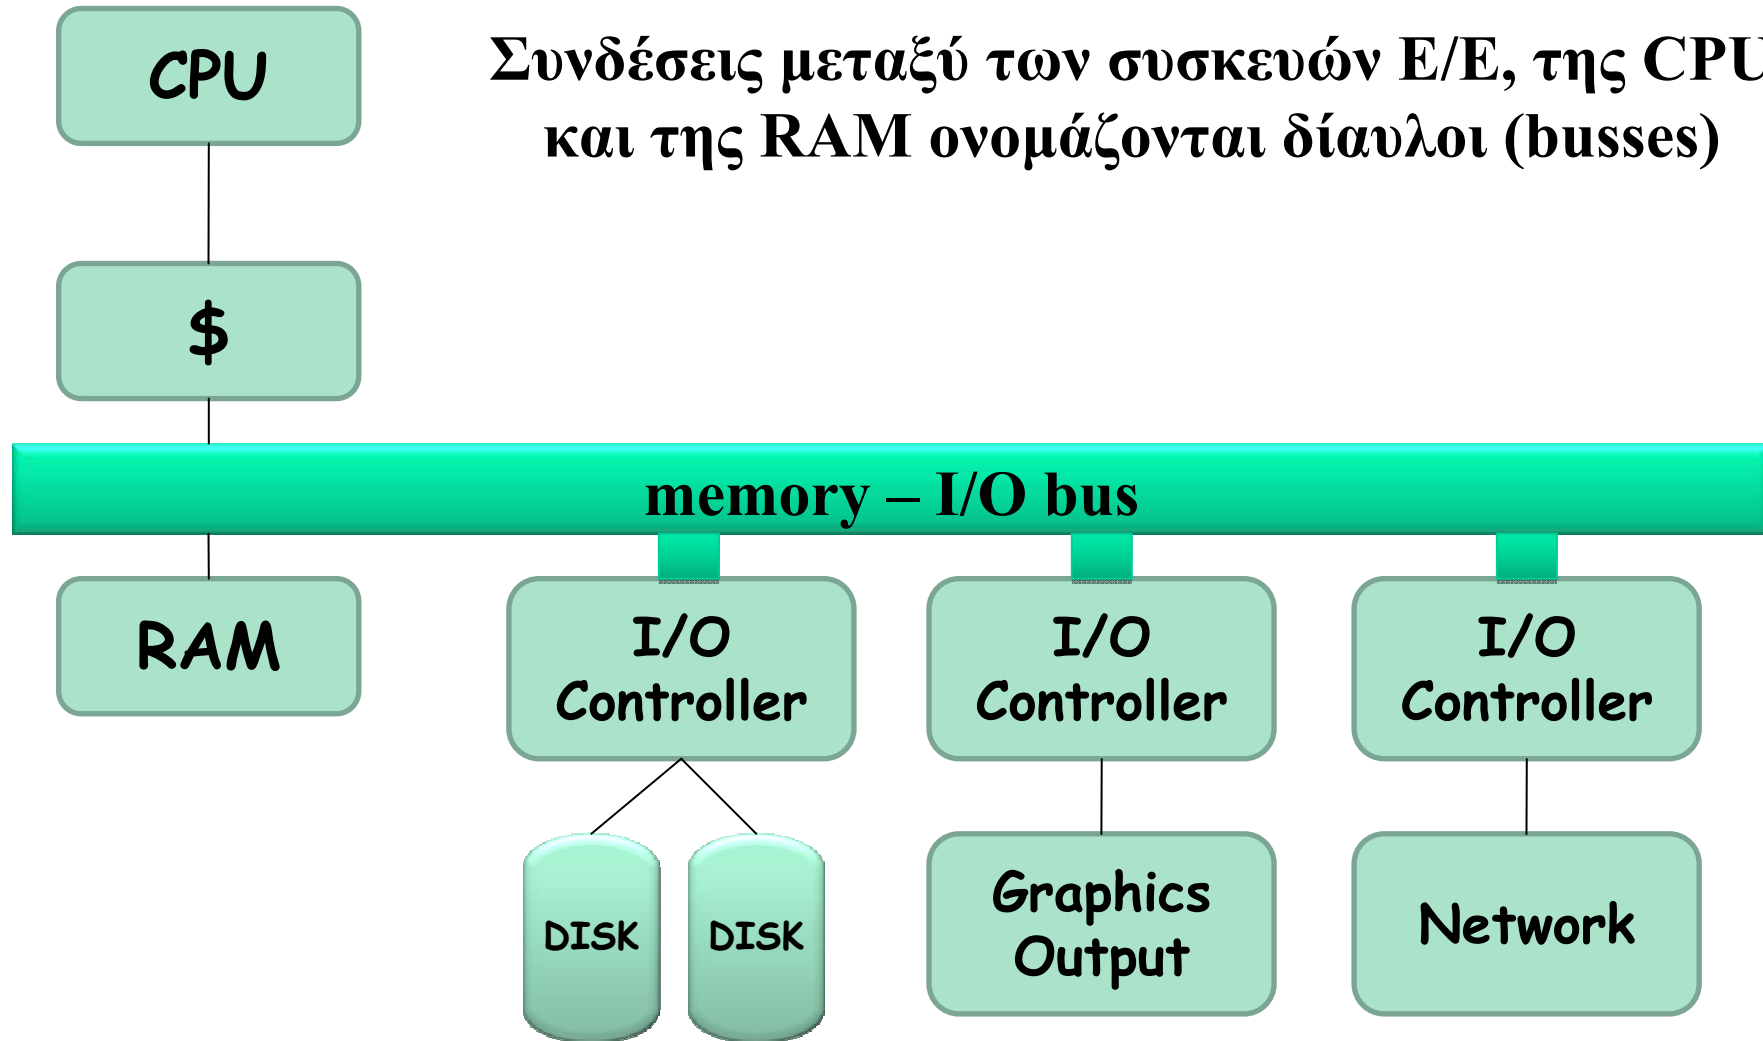 CPU
Συνδέσεις μεταξύ των συσκευών Ε/Ε, της CPU
και της RAM ονομάζονται δίαυλοι (busses)
$
memory – I/O bus
RAM
I/O
Controller
I/O
Controller
I/O
Controller
DISK
DISK
Graphics
Output
Network